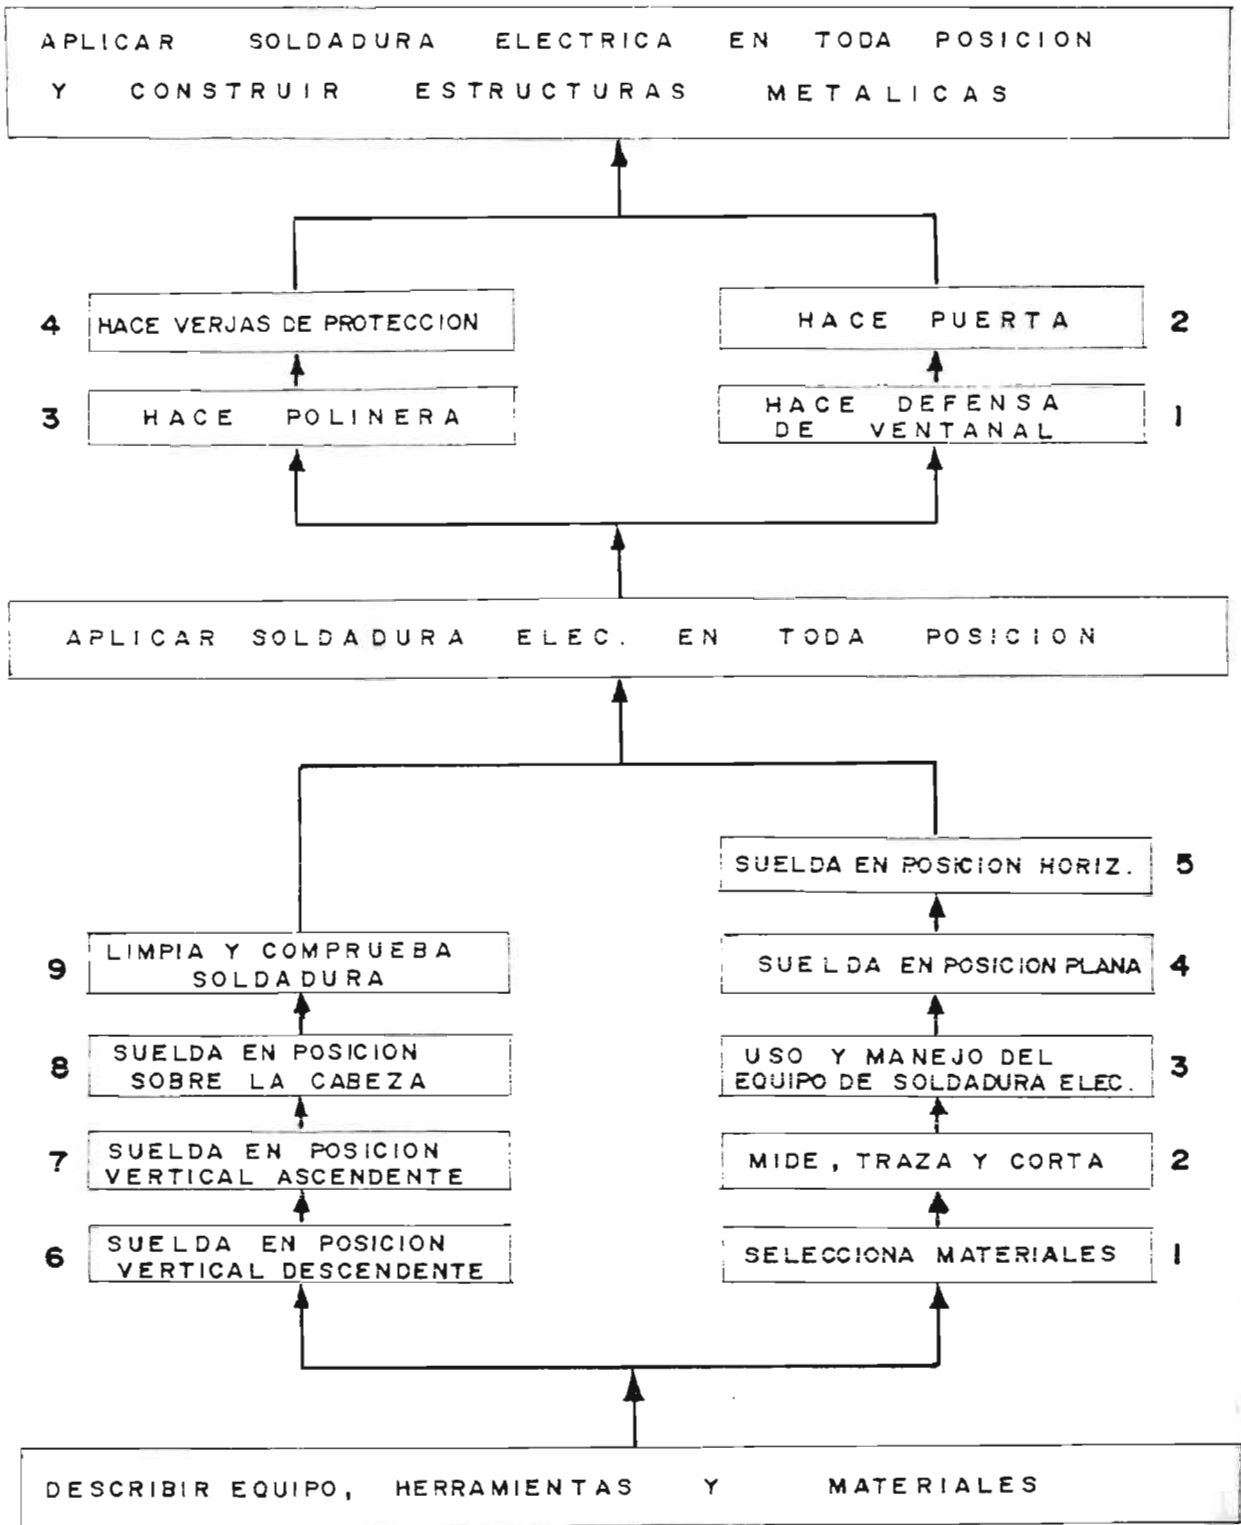 APLICAR SOLDADURA ELECTRICA EN TODA POSICION
Y CONSTRUIR ESTRUCTURAS METALICAS
4 HACE VERJAS DE PROTECCION
HACE PUERTA 2
3 HACE POLINERA
HACE DEFENSA
DE VENTANAL 1
APLICAR SOLDADURA ELEC. EN TODA POSICION
SUELDA EN POSICION HORIZ. 5
9 LIMPIA Y COMPRUEBA
SOLDADURA
SUELDA EN POSICION PLANA 4
8 SUELDA EN POSICION
SOBRE LA CABEZA
USO Y MANEJO DEL
EQUIPO DE SOLDADURA ELEC. 3
7 SUELDA EN POSICION
VERTICAL ASCENDENTE
MIDE, TRAZA Y CORTA 2
6 SUELDA EN POSICION
VERTICAL DESCENDENTE
SELECCIONA MATERIALES 1
DESCRIBIR EQUIPO, HERRAMIENTAS Y MATERIALES